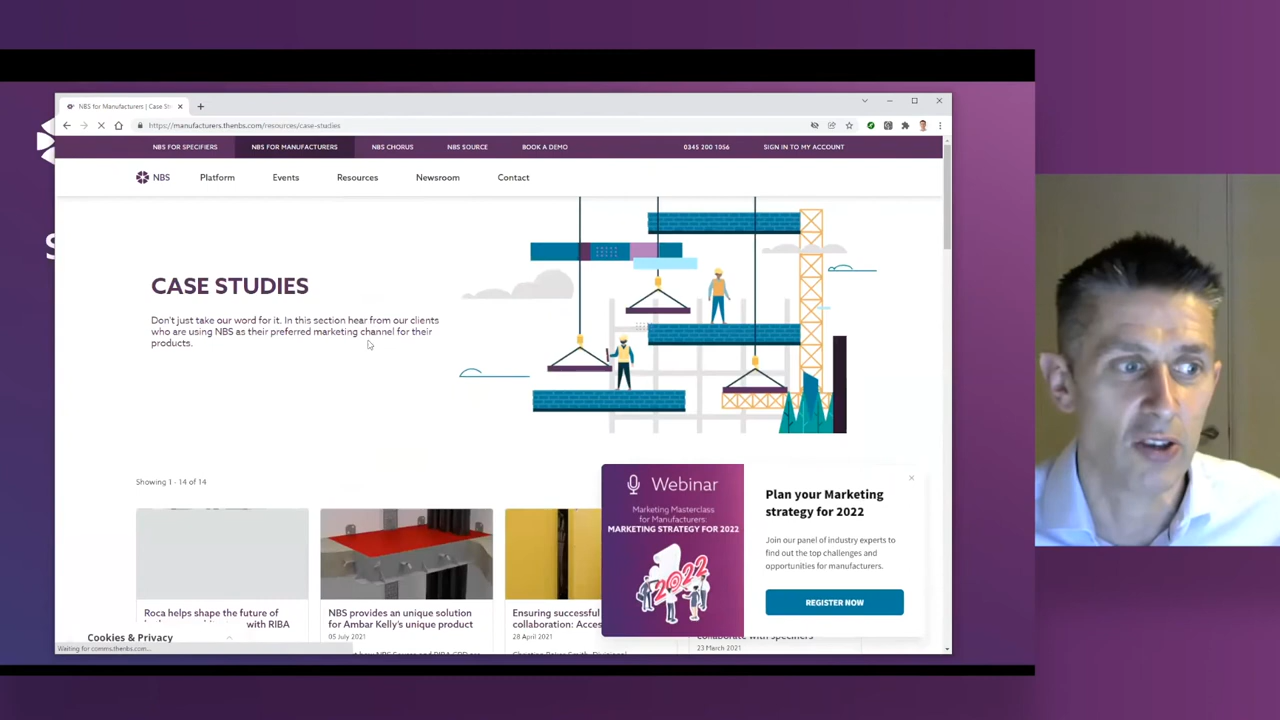 NBS for Manufacturers | Case St
https://manufacturers.thenbs.com/resources/case-studies
NBS FOR SPECIFIERS
NBS FOR MANUFACTURERS
NBS CHORUS
NBS SOURCE
BOOK A DEMO
0345 200 1056
SIGN IN TO MY ACCOUNT
NBS
Platform
Events
Resources
Newsroom
Contact
CASE STUDIES
Don't just take our word for it. In this section hear from our clients
who are using NBS as their preferred marketing channel for their
products.
Showing 1 - 14 of 14
Webinar
Marketing Masterclass
for Manufacturers:
MARKETING STRATEGY FOR 2022
2022
Plan your Marketing
strategy for 2022
Join our panel of industry experts to
find out the top challenges and
opportunities for manufacturers.
REGISTER NOW
Roca helps shape the future of
with RIBA
NBS provides an unique solution
for Ambar Kelly's unique product
05 July 2021
Ensuring successful
collaboration: Acces
28 April 2021
collaborate with specifiers
23 March 2021
Cookies & Privacy
Waiting for comms.thenbs.com...